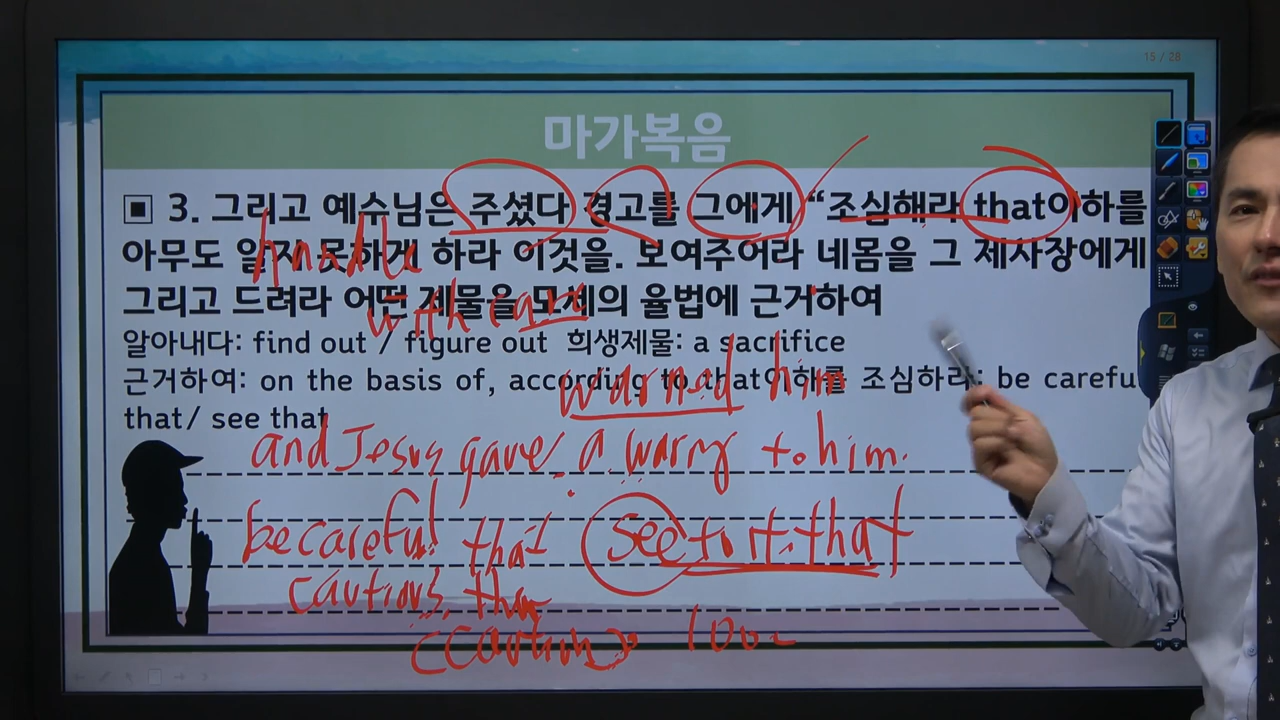 15 / 28
마가복음
▣ 3. 그리고 예수님은 주셨다 경고를 그에게 “조심해라 that이하를
아무도 알지 못하게 하라 이것을. 보여주어라 네몸을 그 제사장에게
그리고 드려라 어떤 제물을 모세의 율법에 근거하여
handle
with care
알아내다: find out / figure out 희생제물: a sacrifice
근거하여: on the basis of, according to that이하를 조심하라: be careful
that/ see that
warned him
and Jesus gave a warng to him.
be careful that see to it that
cautious that
(caution)